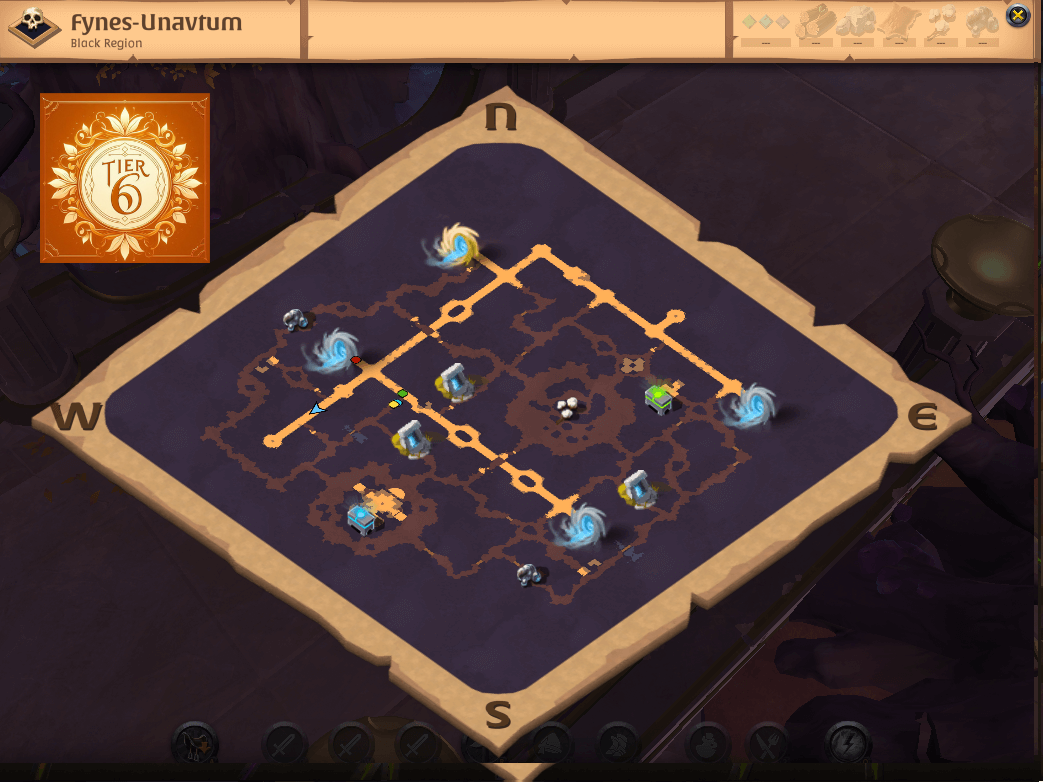 Fynes-Unavtum
Black Region
--- --- --- --- --- ---
TIER
6
N
W
E
S